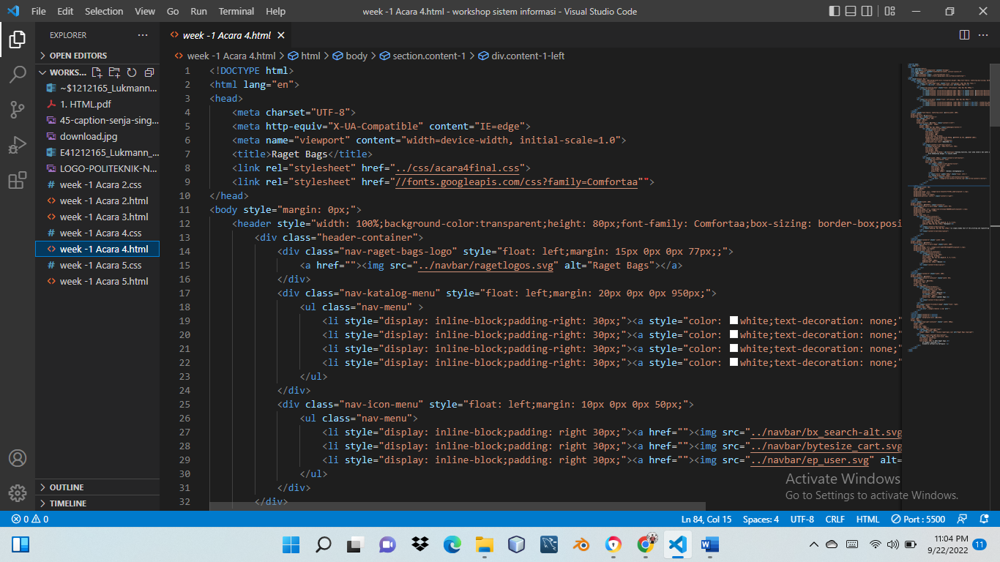 File Edit Selection View Go Run Terminal Help
week -1 Acara 4.html - workshop sistem informasi - Visual Studio Code
EXPLORER
OPEN EDITORS
WORKS...
~$1212165_Lukmann...
1. HTML.pdf
45-caption-senja-sing...
download.jpg
E41212165_Lukmann_...
LOGO-POLITEKNIK-N...
# week -1 Acara 2.css
<> week -1 Acara 2.html
<> week -1 Acara 3.html
# week -1 Acara 4.css
<> week -1 Acara 4.html
# week -1 Acara 5.css
<> week -1 Acara 5.html
OUTLINE
TIMELINE
<> week -1 Acara 4.html
<> week -1 Acara 4.html > html > body > section.content-1 > div.content-1-left
1 <!DOCTYPE html>
2 <html lang="en">
3 <head>
4 <meta charset="UTF-8">
5 <meta http-equiv="X-UA-Compatible" content="IE=edge">
6 <meta name="viewport" content="width=device-width, initial-scale=1.0">
7 <title>Raget Bags</title>
8 <link rel="stylesheet" href="../css/acara4final.css">
9 <link rel="stylesheet" href="//fonts.googleapis.com/css?family=Comfortaa"">
10 </head>
11 <body style="margin: 0px;">
12 <header style="width: 100%;background-color:transparent;height: 80px;font-family: Comfortaa;box-sizing: border-box;posi
13 <div class="header-container">
14 <div class="nav-raget-bags-logo" style="float: left;margin: 15px 0px 0px 77px;;">
15 <a href=""><img src="../navbar/ragetlogos.svg" alt="Raget Bags"></a>
16 </div>
17 <div class="nav-katalog-menu" style="float: left;margin: 20px 0px 0px 950px;">
18 <ul class="nav-menu" >
19 <li style="display: inline-block;padding-right: 30px;"><a style="color: white;text-decoration: none;"
20 <li style="display: inline-block;padding-right: 30px;"><a style="color: white;text-decoration: none;"
21 <li style="display: inline-block;padding-right: 30px;"><a style="color: white;text-decoration: none;"
22 <li style="display: inline-block;padding-right: 30px;"><a style="color: white;text-decoration: none;"
23 </ul>
24 </div>
25 <div class="nav-icon-menu" style="float: left;margin: 10px 0px 0px 50px;">
26 <ul class="nav-menu">
27 <li style="display: inline-block;padding: right 30px;"><a href=""><img src="../navbar/bx_search-alt.svg
28 <li style="display: inline-block;padding: right 30px;"><a href=""><img src="../navbar/bytesize_cart.svg
29 <li style="display: inline-block;padding: right 30px;"><a href=""><img src="../navbar/ep_user.svg" alt=
30 </ul>
31 </div>
32 </div>
Activate Windows
Go to Settings to activate Windows.
0 0 Ln 84, Col 15 Spaces: 4 UTF-8 CRLF HTML Port : 5500
11:04 PM
9/22/2022 11